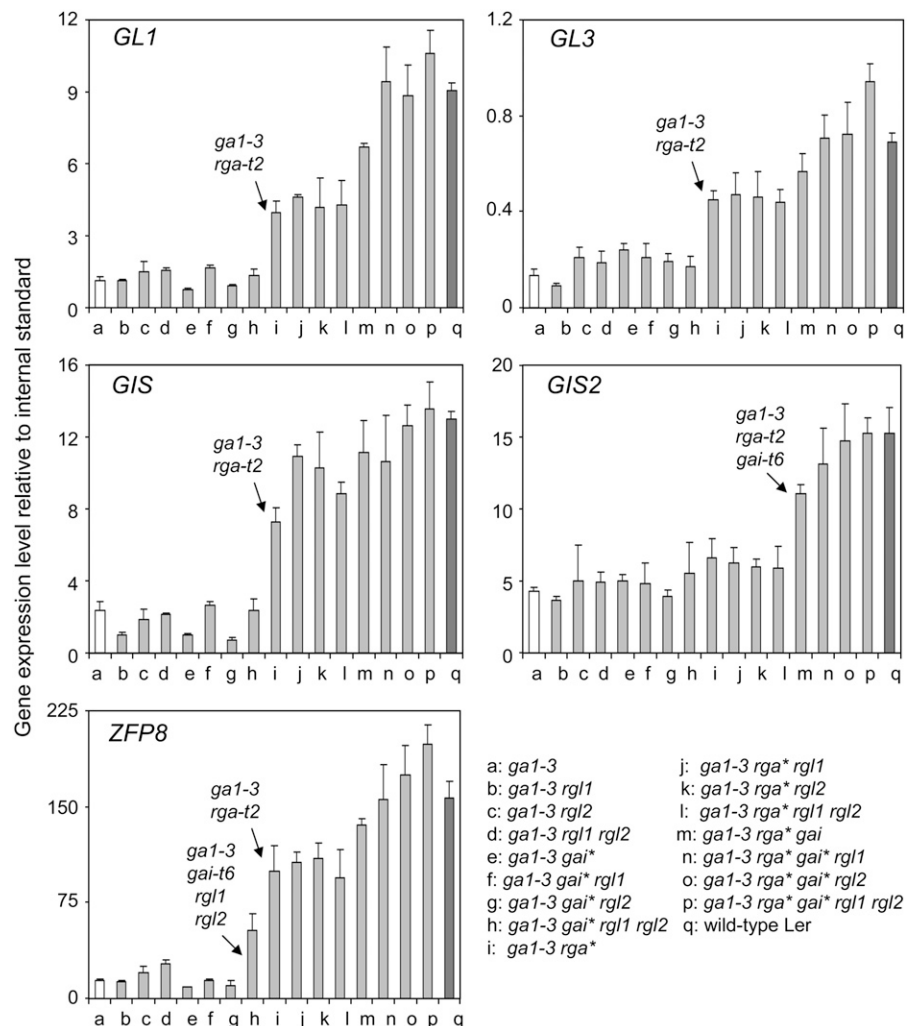 Gene expression level relative to internal standard
GL1
12
9
6
3
0
ga1-3
rga-t2
a b c d e f g h i j k l m n o p q
GL3
1.2
0.8
0.4
0
ga1-3
rga-t2
a b c d e f g h i j k l m n o p q
GIS
16
12
8
4
0
ga1-3
rga-t2
a b c d e f g h i j k l m n o p q
GIS2
20
15
10
5
0
ga1-3
rga-t2
gai-t6
a b c d e f g h i j k l m n o p q
ZFP8
225
150
75
0
ga1-3
rga-t2
ga1-3
gai-t6
rgl1
rgl2
a b c d e f g h i j k l m n o p q
a: ga1-3
b: ga1-3 rgl1
c: ga1-3 rgl2
d: ga1-3 rgl1 rgl2
e: ga1-3 gai*
f: ga1-3 gai* rgl1
g: ga1-3 gai* rgl2
h: ga1-3 gai* rgl1 rgl2
i: ga1-3 rga*
j: ga1-3 rga* rgl1
k: ga1-3 rga* rgl2
l: ga1-3 rga* rgl1 rgl2
m: ga1-3 rga* gai
n: ga1-3 rga* gai* rgl1
o: ga1-3 rga* gai* rgl2
p: ga1-3 rga* gai* rgl1 rgl2
q: wild-type Ler